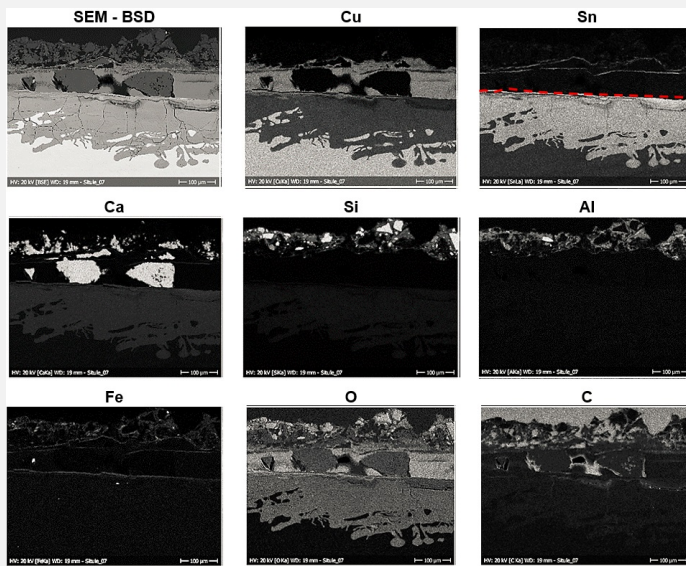 SEM - BSD
Cu
Sn
HV: 20 kV [BSE] WD: 19 mm - Situle_07
100 µm
HV: 20 kV [CuKa] WD: 19 mm - Situle_07
100 µm
HV: 20 kV [SnLa] WD: 19 mm - Situle_07
100 µm
Ca
Si
Al
HV: 20 kV [CaKa] WD: 19 mm - Situle_07
100 µm
HV: 20 kV [SiKa] WD: 19 mm - Situle_07
100 µm
HV: 20 kV [AlKa] WD: 19 mm - Situle_07
100 µm
Fe
O
C
HV: 20 kV [FeKa] WD: 19 mm - Situle_07
100 µm
HV: 20 kV [O Ka] WD: 19 mm - Situle_07
100 µm
HV: 20 kV [C Ka] WD: 19 mm - Situle_07
100 µm